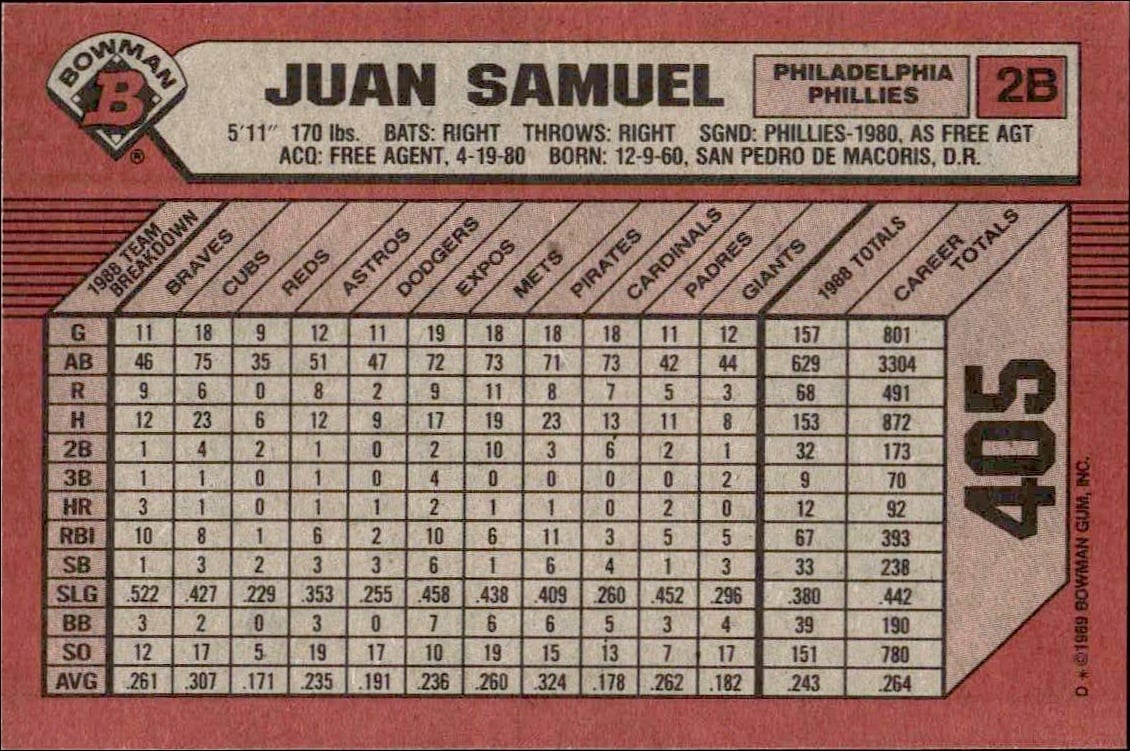 BOWMAN
B
®
JUAN SAMUEL
PHILADELPHIA
PHILLIES
2B
5'11" 170 lbs. BATS: RIGHT THROWS: RIGHT SGND: PHILLIES-1980, AS FREE AGT
ACQ: FREE AGENT, 4-19-80 BORN: 12-9-60, SAN PEDRO DE MACORIS, D.R.
1988 TEAM BREAKDOWN BRAVES CUBS REDS ASTROS DODGERS EXPOS METS PIRATES CARDINALS PADRES GIANTS 1988 TOTALS CAREER TOTALS
G 11 18 9 12 11 19 18 18 18 11 12 157 801
AB 46 75 35 51 47 72 73 71 73 42 44 629 3304
R 9 6 0 8 2 9 11 8 7 5 3 68 491
H 12 23 6 12 9 17 19 23 13 11 8 153 872
2B 1 4 2 1 0 2 10 3 6 2 1 32 173
3B 1 1 0 1 0 4 0 0 0 0 2 9 70
HR 3 1 0 1 1 2 1 1 0 2 0 12 92
RBI 10 8 1 6 2 10 6 11 3 5 5 67 393
SB 1 3 2 3 3 6 1 6 4 1 3 33 238
SLG .522 .427 .229 .353 .255 .458 .438 .409 .260 .452 .296 .380 .442
BB 3 2 0 3 0 7 6 6 5 3 4 39 190
SO 12 17 5 19 17 10 19 15 13 7 17 151 780
AVG .261 .307 .171 .235 .191 .236 .260 .324 .178 .262 .182 .243 .264
405
D * ©1989 BOWMAN GUM, INC.